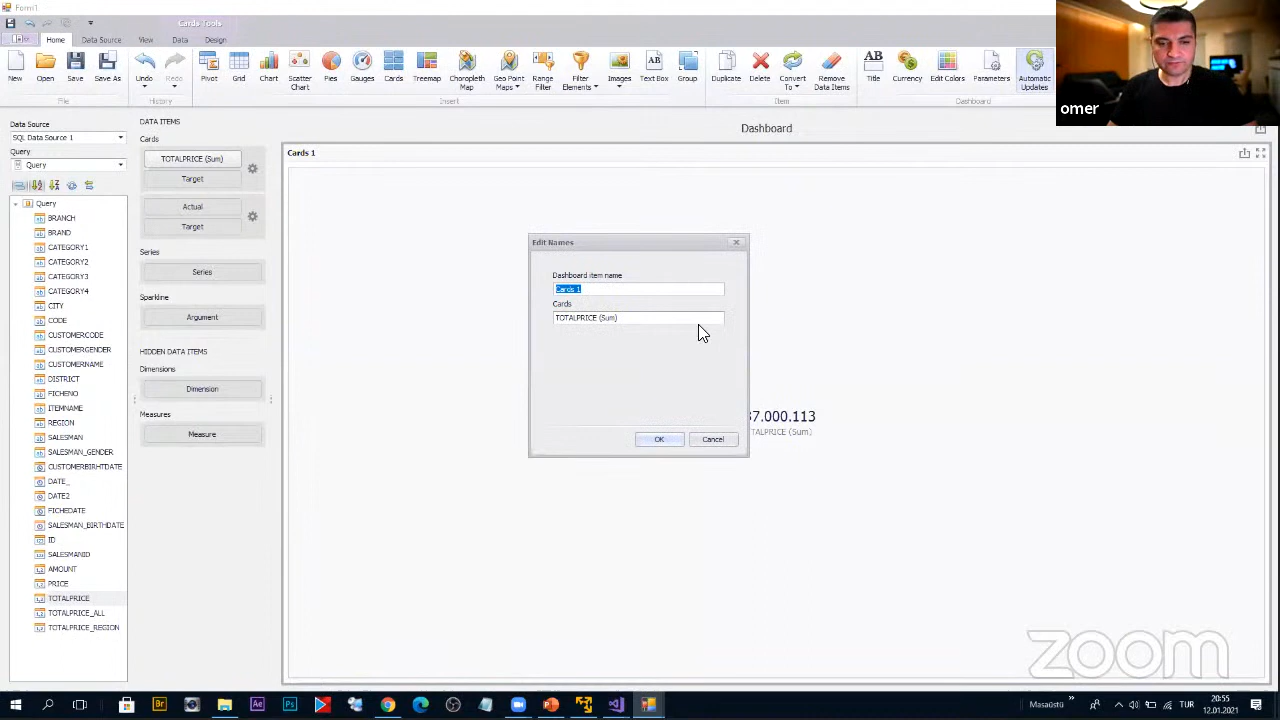 Form1
Cards Tools
Home Data Source View Data Design
New Open Save Save As Undo Redo Pivot Grid Chart Scatter Chart Pies Gauges Cards Treemap Choropleth Map Geo Point Maps Range Filter Filter Elements Images Text Box Group Duplicate Delete Convert To Remove Data Items Title Currency Edit Colors Parameters Automatic Updates
File History Insert Item Dashboard
omer
Data Source
SQL Data Source 1
Query
Query
Query
BRANCH
BRAND
CATEGORY1
CATEGORY2
CATEGORY3
CATEGORY4
CITY
CODE
CUSTOMERCODE
CUSTOMERGENDER
CUSTOMERNAME
DISTRICT
FICHENO
ITEMNAME
REGION
SALESMAN
SALESMAN_GENDER
CUSTOMERBIRHTDATE
DATE_
DATE2
FICHEDATE
SALESMAN_BIRTHDATE
ID
SALESMANID
AMOUNT
PRICE
TOTALPRICE
TOTALPRICE_ALL
TOTALPRICE_REGION
DATA ITEMS
Cards
TOTALPRICE (Sum)
Target
Actual
Target
Series
Series
Sparkline
Argument
HIDDEN DATA ITEMS
Dimensions
Dimension
Measures
Measure
Dashboard
Cards 1
Edit Names
Dashboard item name
Cards 1
Cards
TOTALPRICE (Sum)
OK Cancel
37.000.113
TALPRICE (Sum)
zoom
Masaüstü
TUR
20:55
12.01.2021